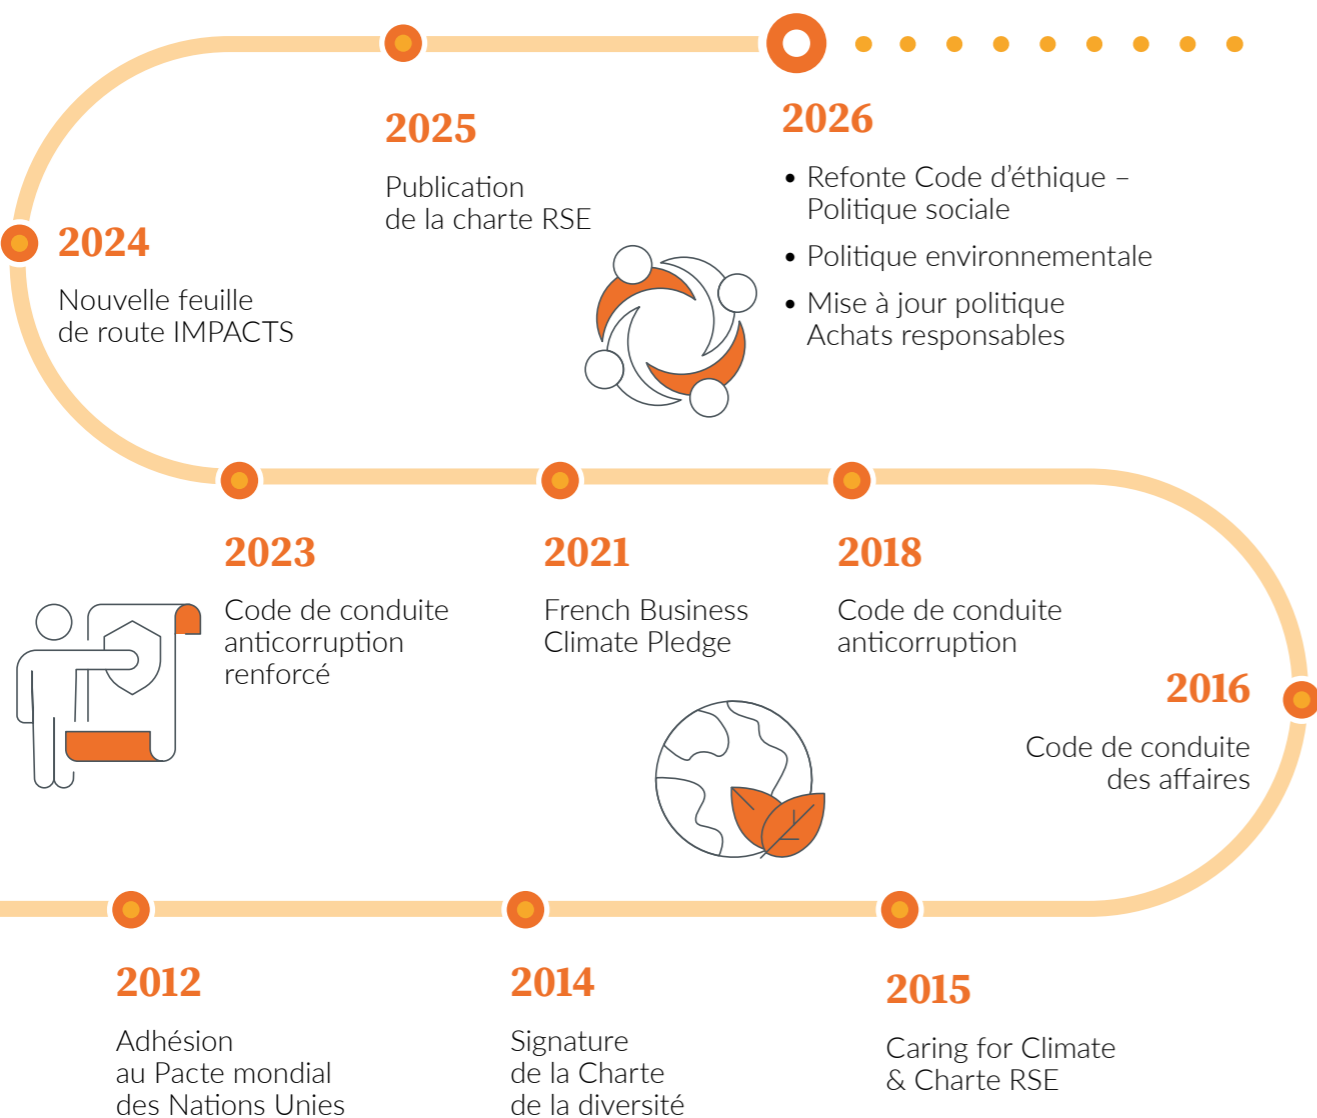 2025
Publication
de la charte RSE
2026
• Refonte Code d’éthique –
Politique sociale
• Politique environnementale
• Mise à jour politique
Achats responsables
2024
Nouvelle feuille
de route IMPACTS
2023
Code de conduite
anticorruption
renforcé
2021
French Business
Climate Pledge
2018
Code de conduite
anticorruption
2016
Code de conduite
des affaires
2012
Adhésion
au Pacte mondial
des Nations Unies
2014
Signature
de la Charte
de la diversité
2015
Caring for Climate
& Charte RSE